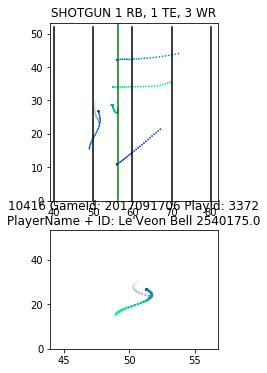 SHOTGUN 1 RB, 1 TE, 3 WR
50
40
30
20
10
0
40 50 60 70 80
10416 GameId: 2017091706 PlayId: 3372
PlayerName + ID: Le'Veon Bell 2540175.0
40
20
0
45 50 55